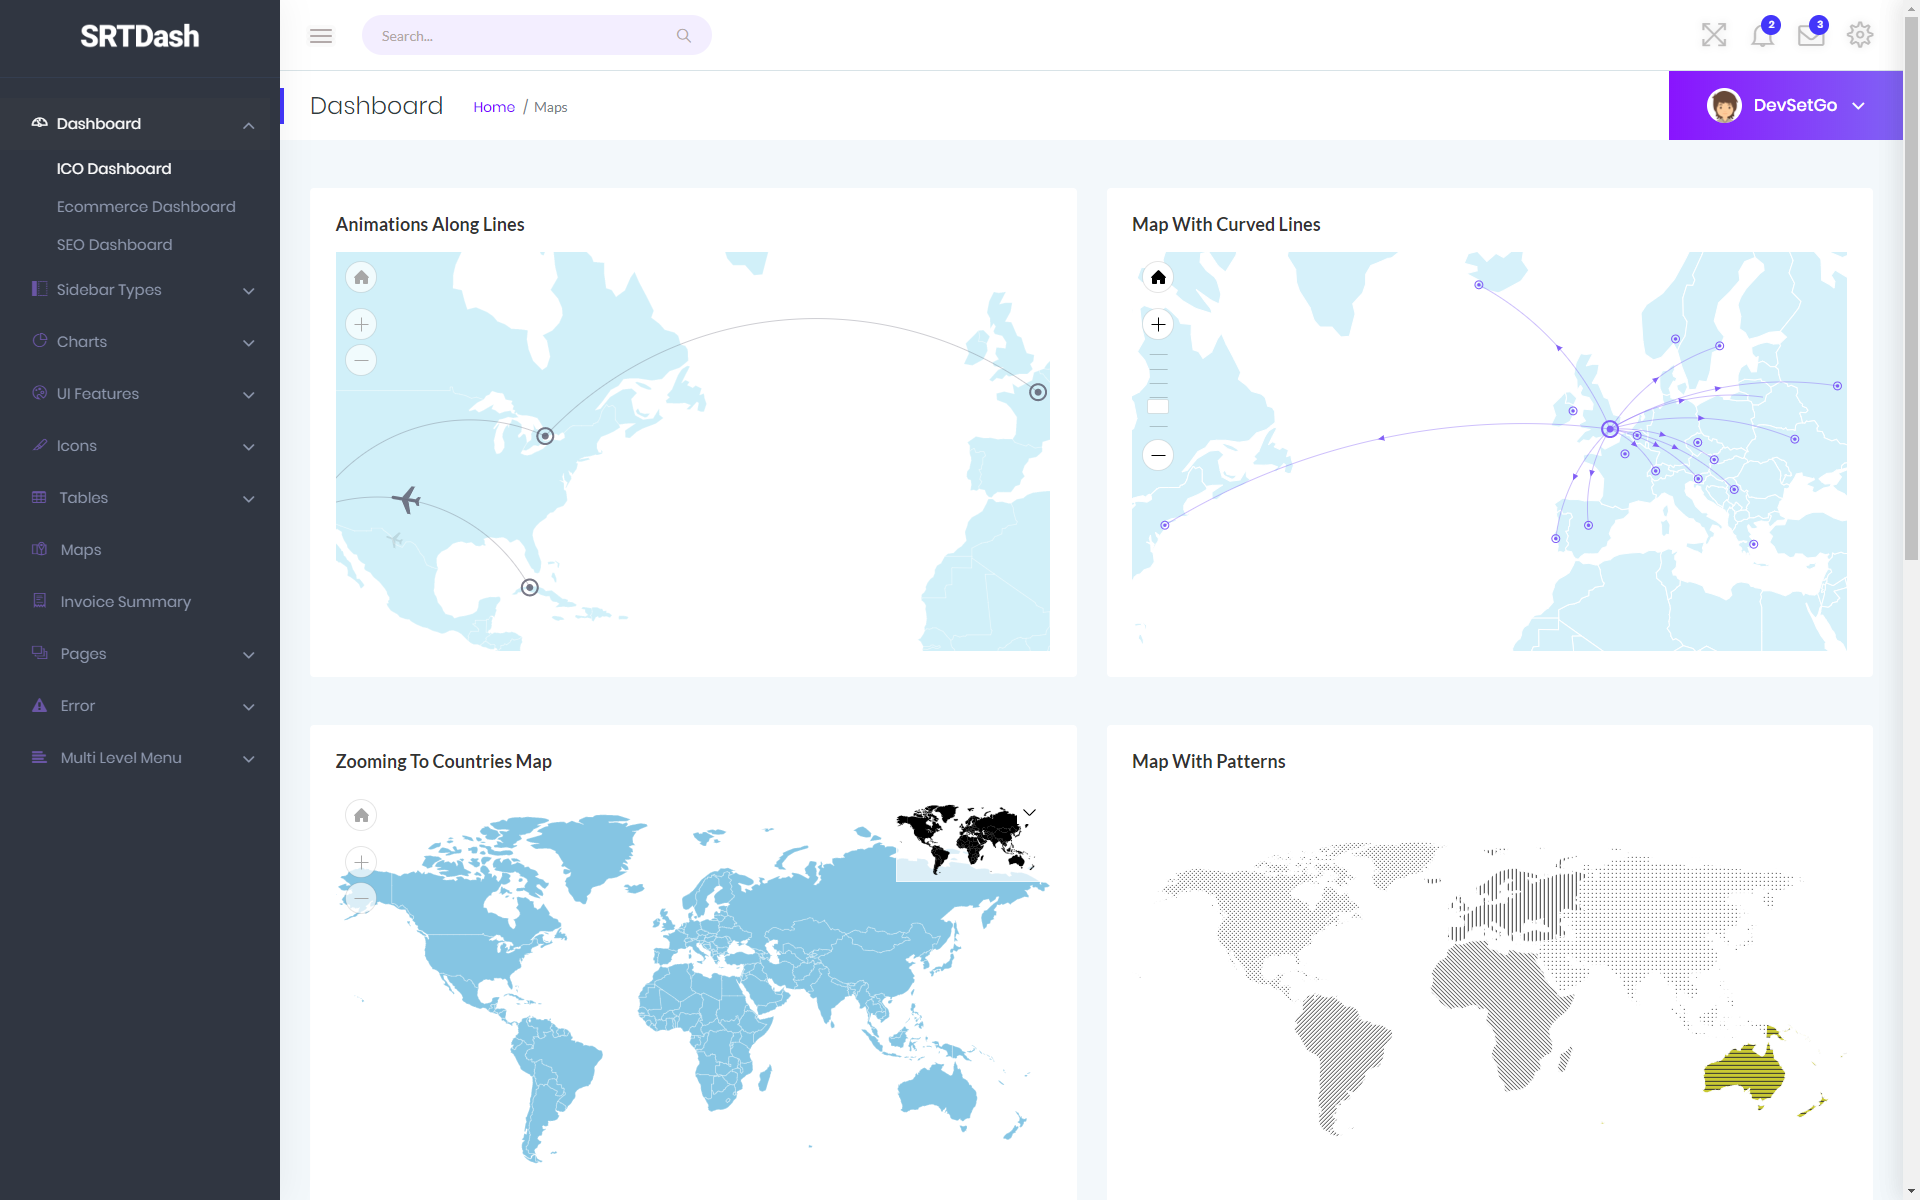 SRTDash
Search...
2
3
Dashboard
Home / Maps
DevSetGo
Dashboard
ICO Dashboard
Ecommerce Dashboard
SEO Dashboard
Sidebar Types
Charts
UI Features
Icons
Tables
Maps
Invoice Summary
Pages
Error
Multi Level Menu
Animations Along Lines
Map With Curved Lines
Zooming To Countries Map
Map With Patterns